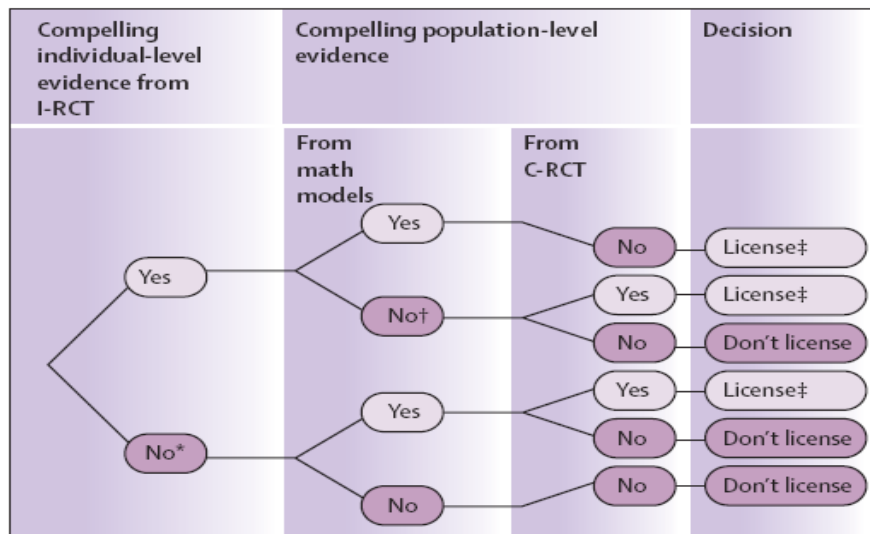 Compelling
individual-level
evidence from
I-RCT
Compelling population-level
evidence
Decision
From
math
models
From
C-RCT
Yes
No*
Yes
No†
Yes
No
No
Yes
No
Yes
No
No
License‡
License‡
Don't license
License‡
Don't license
Don't license